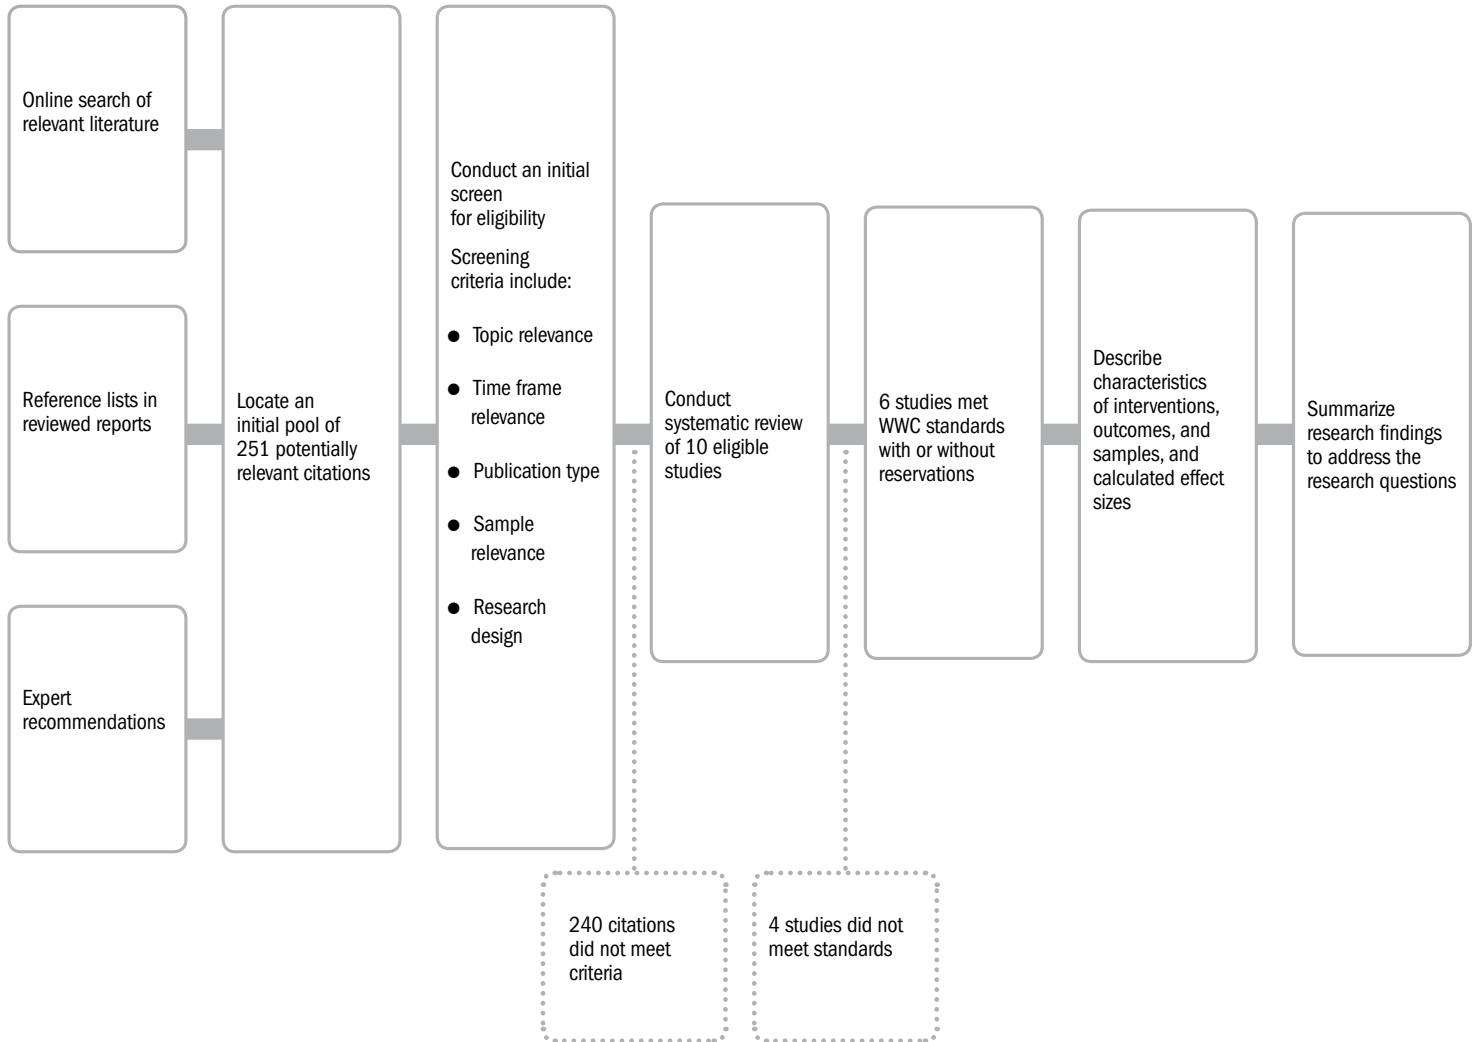 Online search of
relevant literature
Reference lists in
reviewed reports
Expert
recommendations
Locate an
initial pool of
251 potentially
relevant citations
Conduct an initial
screen
for eligibility
Screening
criteria include:
● Topic relevance
● Time frame
relevance
● Publication type
● Sample
relevance
● Research
design
Conduct
systematic review
of 10 eligible
studies
6 studies met
WWC standards
with or without
reservations
Describe
characteristics
of interventions,
outcomes, and
samples, and
calculated effect
sizes
Summarize
research findings
to address the
research questions
240 citations
did not meet
criteria
4 studies did not
meet standards